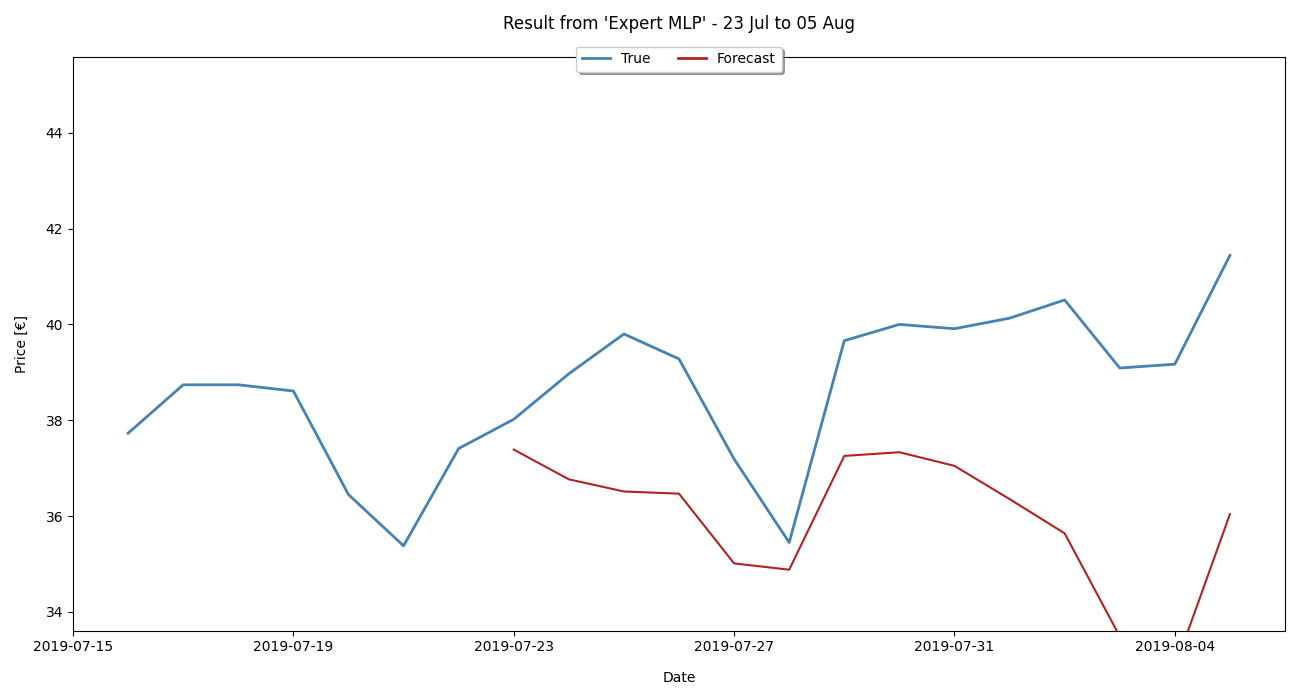 Result from 'Expert MLP' - 23 Jul to 05 Aug
True
Forecast
44
42
40
38
36
34
Price [€]
2019-07-15
2019-07-19
2019-07-23
2019-07-27
2019-07-31
2019-08-04
Date